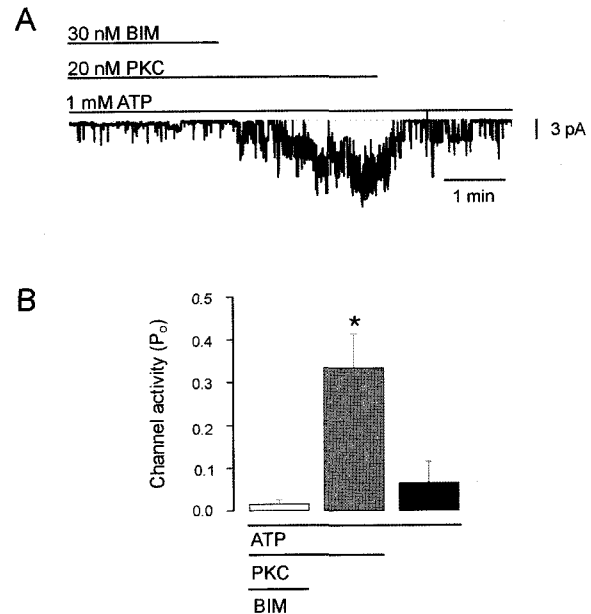 A
30 nM BIM
20 nM PKC
1 mM ATP
3 pA
1 min
B
Channel activity (Po)
0.5
0.4
0.3
0.2
0.1
0.0
*
ATP
PKC
BIM